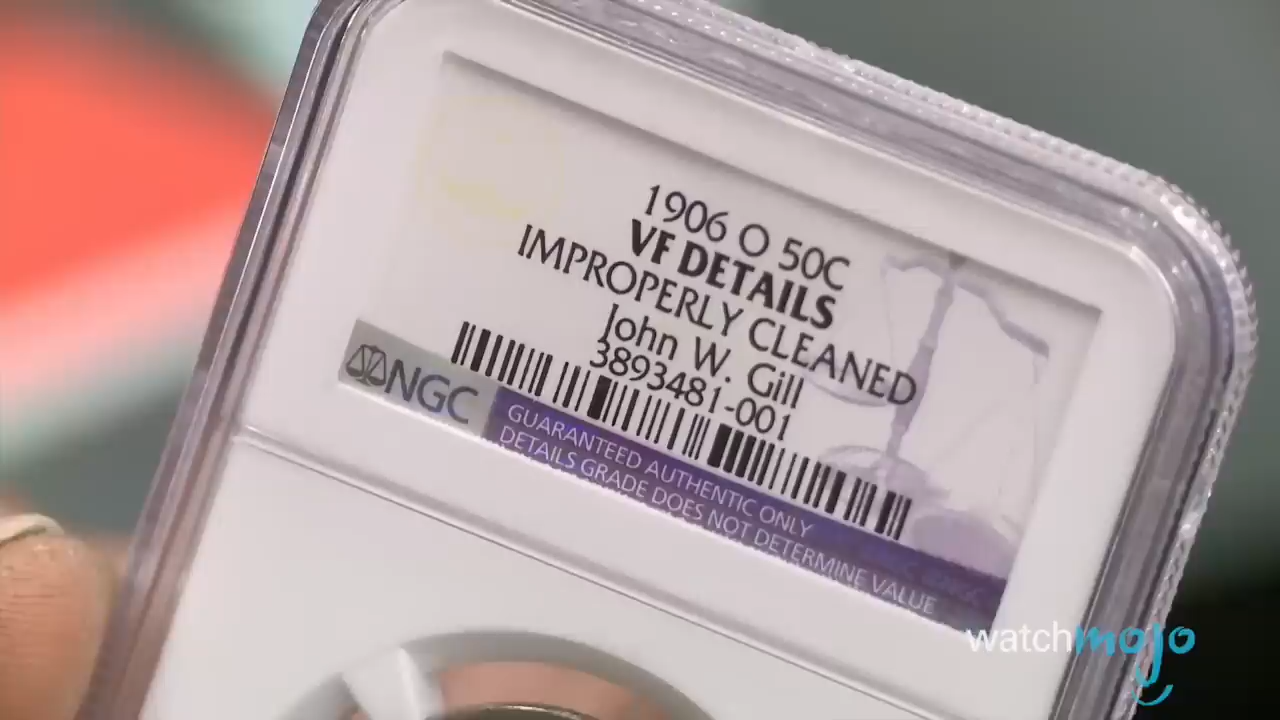 1906 O 50C
VF DETAILS
IMPROPERLY CLEANED
John W. Gill
3893481-001
NGC
GUARANTEED AUTHENTIC ONLY
DETAILS GRADE DOES NOT DETERMINE VALUE
watchmojo